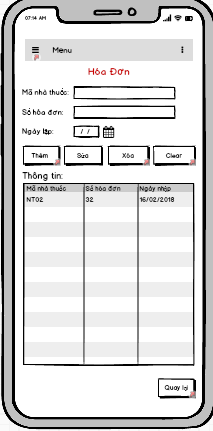 07:14 AM
Menu
Hóa Đơn
Mã nhà thuốc:
Số hóa đơn:
Ngày lập: / /
Thêm Sửa Xóa Clear
Thông tin:
Mã nhà thuốc Số hóa đơn Ngày nhập
NT02 32 16/02/2018
Quay lại